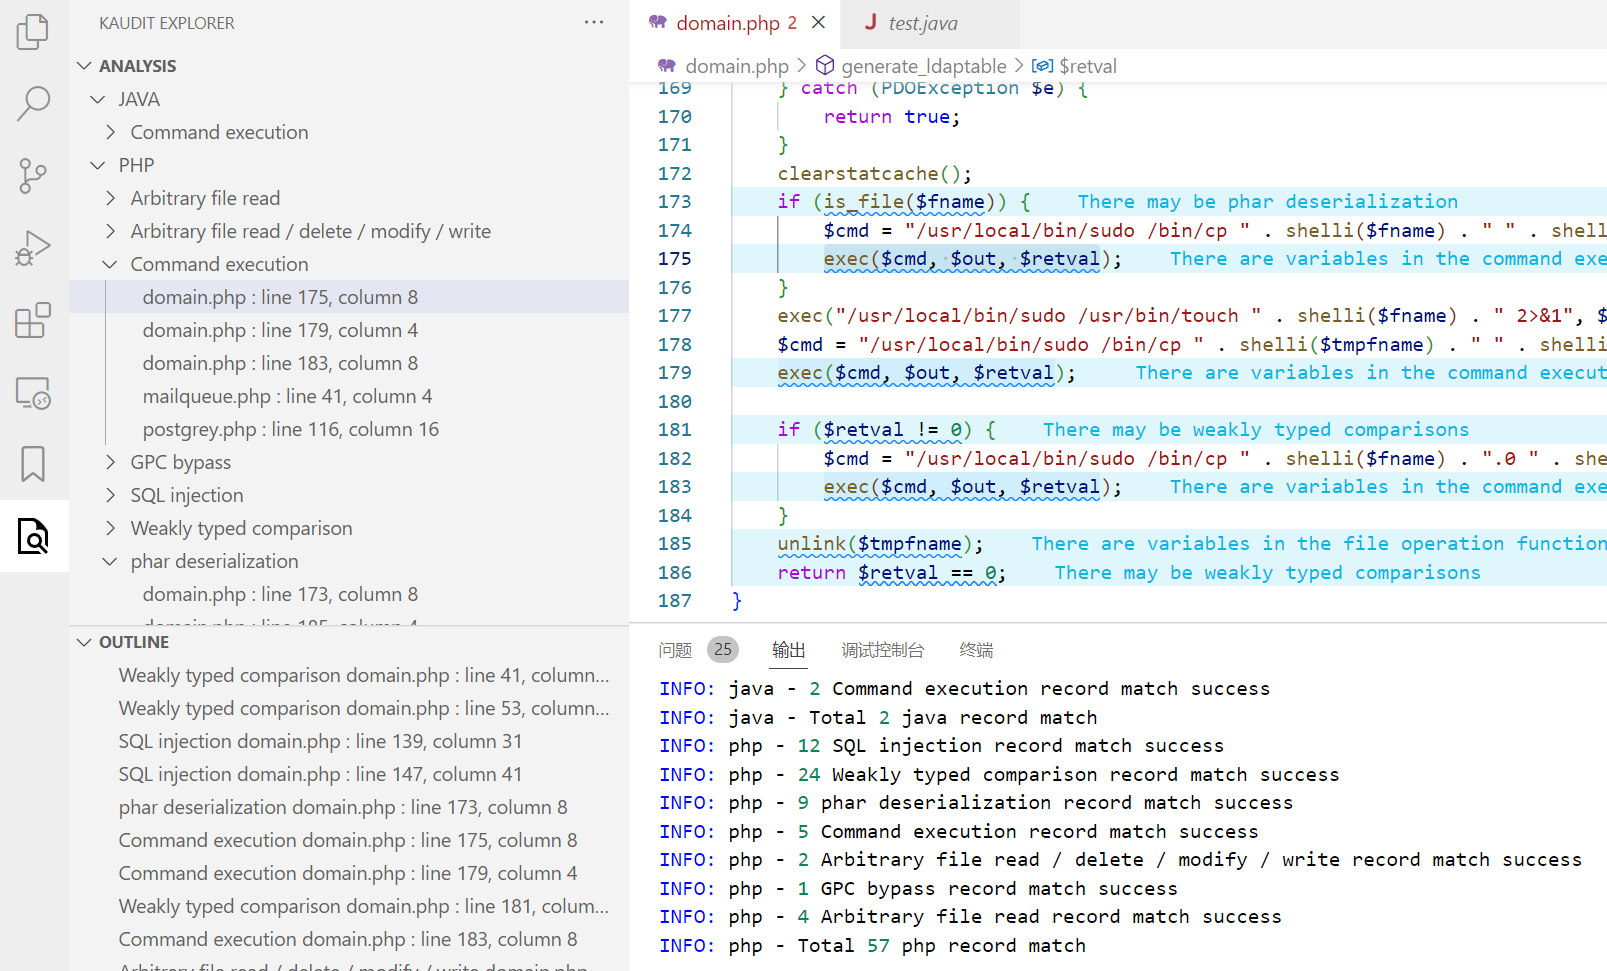 KAUDIT EXPLORER
ANALYSIS
JAVA
Command execution
PHP
Arbitrary file read
Arbitrary file read / delete / modify / write
Command execution
domain.php : line 175, column 8
domain.php : line 179, column 4
domain.php : line 183, column 8
mailqueue.php : line 41, column 4
postgrey.php : line 116, column 16
GPC bypass
SQL injection
Weakly typed comparison
phar deserialization
domain.php : line 173, column 8
domain.php : line 185, column 4
OUTLINE
Weakly typed comparison domain.php : line 41, column...
Weakly typed comparison domain.php : line 53, column...
SQL injection domain.php : line 139, column 31
SQL injection domain.php : line 147, column 41
phar deserialization domain.php : line 173, column 8
Command execution domain.php : line 175, column 8
Command execution domain.php : line 179, column 4
Weakly typed comparison domain.php : line 181, colum...
Command execution domain.php : line 183, column 8
Arbitrary file read / delete / modify / write domain.php
domain.php 2
J test.java
domain.php > generate_ldaptable > $retval
169 } catch (PDOException $e) {
170 return true;
171 }
172 clearstatcache();
173 if (is_file($fname)) { There may be phar deserialization
174 $cmd = "/usr/local/bin/sudo /bin/cp " . shelli($fname) . " " . shell
175 exec($cmd, $out, $retval); There are variables in the command exe
176 }
177 exec("/usr/local/bin/sudo /usr/bin/touch " . shelli($fname) . " 2>&1", $
178 $cmd = "/usr/local/bin/sudo /bin/cp " . shelli($tmpfname) . " " . shelli
179 exec($cmd, $out, $retval); There are variables in the command execut
180
181 if ($retval != 0) { There may be weakly typed comparisons
182 $cmd = "/usr/local/bin/sudo /bin/cp " . shelli($fname) . ".0 " . she
183 exec($cmd, $out, $retval); There are variables in the command exe
184 }
185 unlink($tmpfname); There are variables in the file operation function
186 return $retval == 0; There may be weakly typed comparisons
187 }
问题 25 输出 调试控制台 终端
INFO: java - 2 Command execution record match success
INFO: java - Total 2 java record match
INFO: php - 12 SQL injection record match success
INFO: php - 24 Weakly typed comparison record match success
INFO: php - 9 phar deserialization record match success
INFO: php - 5 Command execution record match success
INFO: php - 2 Arbitrary file read / delete / modify / write record match success
INFO: php - 1 GPC bypass record match success
INFO: php - 4 Arbitrary file read record match success
INFO: php - Total 57 php record match